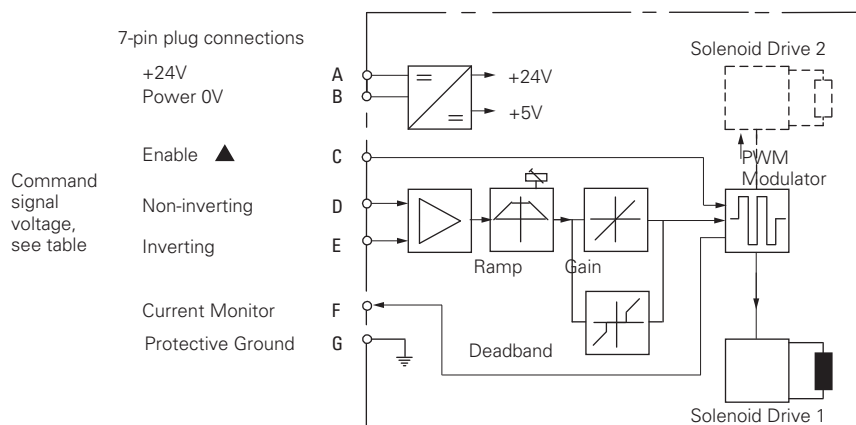 7-pin plug connections
+24V A
Power 0V B
Enable ▲ C
Command
signal
voltage,
see table
Non-inverting D
Inverting E
Current Monitor F
Protective Ground G
+24V
+5V
Ramp
Gain
Deadband
Solenoid Drive 2
PWM
Modulator
Solenoid Drive 1